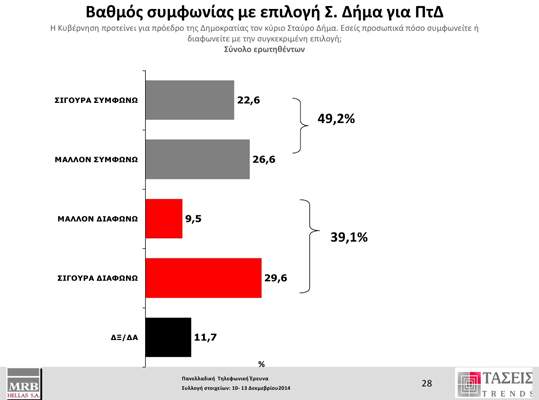 Βαθμός συμφωνίας με επιλογή Σ. Δήμα για ΠτΔ
Η Κυβέρνηση προτείνει για πρόεδρο της Δημοκρατίας τον κύριο Σταύρο Δήμα. Εσείς προσωπικά πόσο συμφωνείτε ή
διαφωνείτε με την συγκεκριμένη επιλογή;
Σύνολο ερωτηθέντων
ΣΙΓΟΥΡΑ ΣΥΜΦΩΝΩ 22,6
49,2%
ΜΑΛΛΟΝ ΣΥΜΦΩΝΩ 26,6
ΜΑΛΛΟΝ ΔΙΑΦΩΝΩ 9,5
39,1%
ΣΙΓΟΥΡΑ ΔΙΑΦΩΝΩ 29,6
ΔΞ/ΔΑ 11,7
%
MRB
HELLAS S.A.
Πανελλαδική Τηλεφωνική Έρευνα
Συλλογή στοιχείων: 10- 13 Δεκεμβρίου2014
28
ΤΑΣΕΙΣ
TRENDS